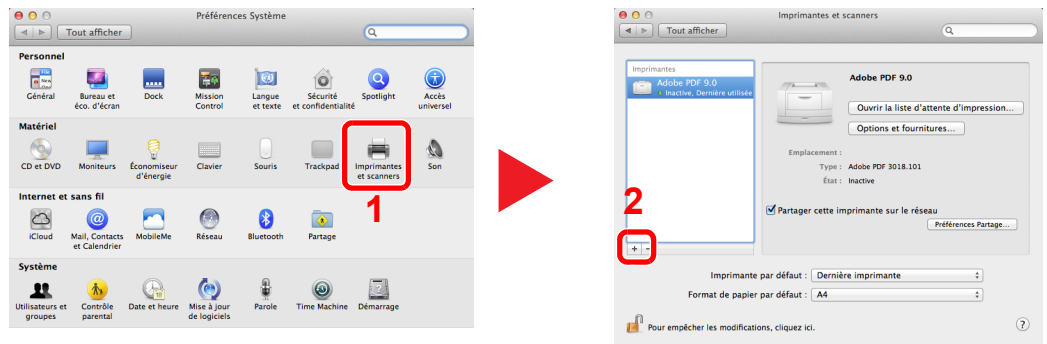 Préférences Système
Tout afficher
Personnel
Général
Bureau et éco. d'écran
Dock
Mission Control
Langue et texte
Sécurité et confidentialité
Spotlight
Accès universel
Matériel
CD et DVD
Moniteurs
Économiseur d'énergie
Clavier
Souris
Trackpad
Imprimantes et scanners
Son
1
Internet et sans fil
iCloud
Mail, Contacts et Calendrier
MobileMe
Réseau
Bluetooth
Partage
Système
Utilisateurs et groupes
Contrôle parental
Date et heure
Mise à jour de logiciels
Parole
Time Machine
Démarrage
Imprimantes et scanners
Tout afficher
Imprimantes
Adobe PDF 9.0
Inactive, Dernière utilisée
2
+ −
Adobe PDF 9.0
Ouvrir la liste d'attente d'impression...
Options et fournitures...
Emplacement :
Type : Adobe PDF 3018.101
État : Inactive
Partager cette imprimante sur le réseau
Préférences Partage...
Imprimante par défaut : Dernière imprimante
Format de papier par défaut : A4
Pour empêcher les modifications, cliquez ici.
?